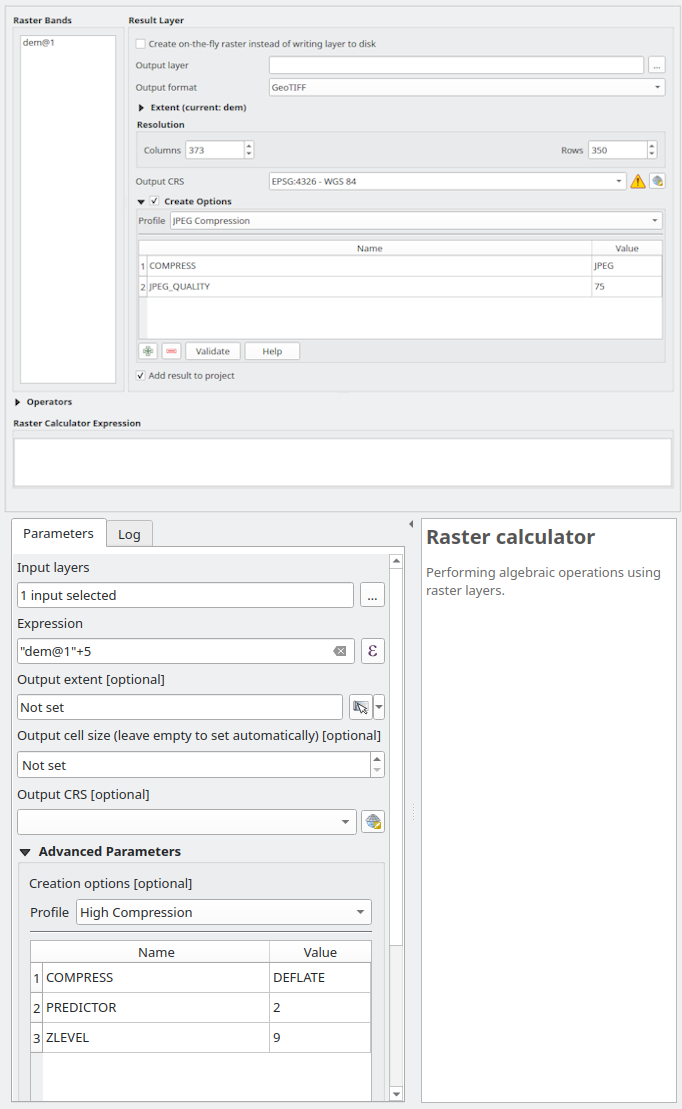 Raster Bands
dem@1
Result Layer
Create on-the-fly raster instead of writing layer to disk
Output layer
...
Output format GeoTIFF
Extent (current: dem)
Resolution
Columns 373 Rows 350
Output CRS EPSG:4326 - WGS 84
Create Options
Profile JPEG Compression
Name Value
1 COMPRESS JPEG
2 JPEG_QUALITY 75
Validate Help
Add result to project
Operators
Raster Calculator Expression
Parameters Log
Input layers
1 input selected ...
Expression
"dem@1"+5 ε
Output extent [optional]
Not set
Output cell size (leave empty to set automatically) [optional]
Not set
Output CRS [optional]
Advanced Parameters
Creation options [optional]
Profile High Compression
Name Value
1 COMPRESS DEFLATE
2 PREDICTOR 2
3 ZLEVEL 9
Raster calculator
Performing algebraic operations using
raster layers.